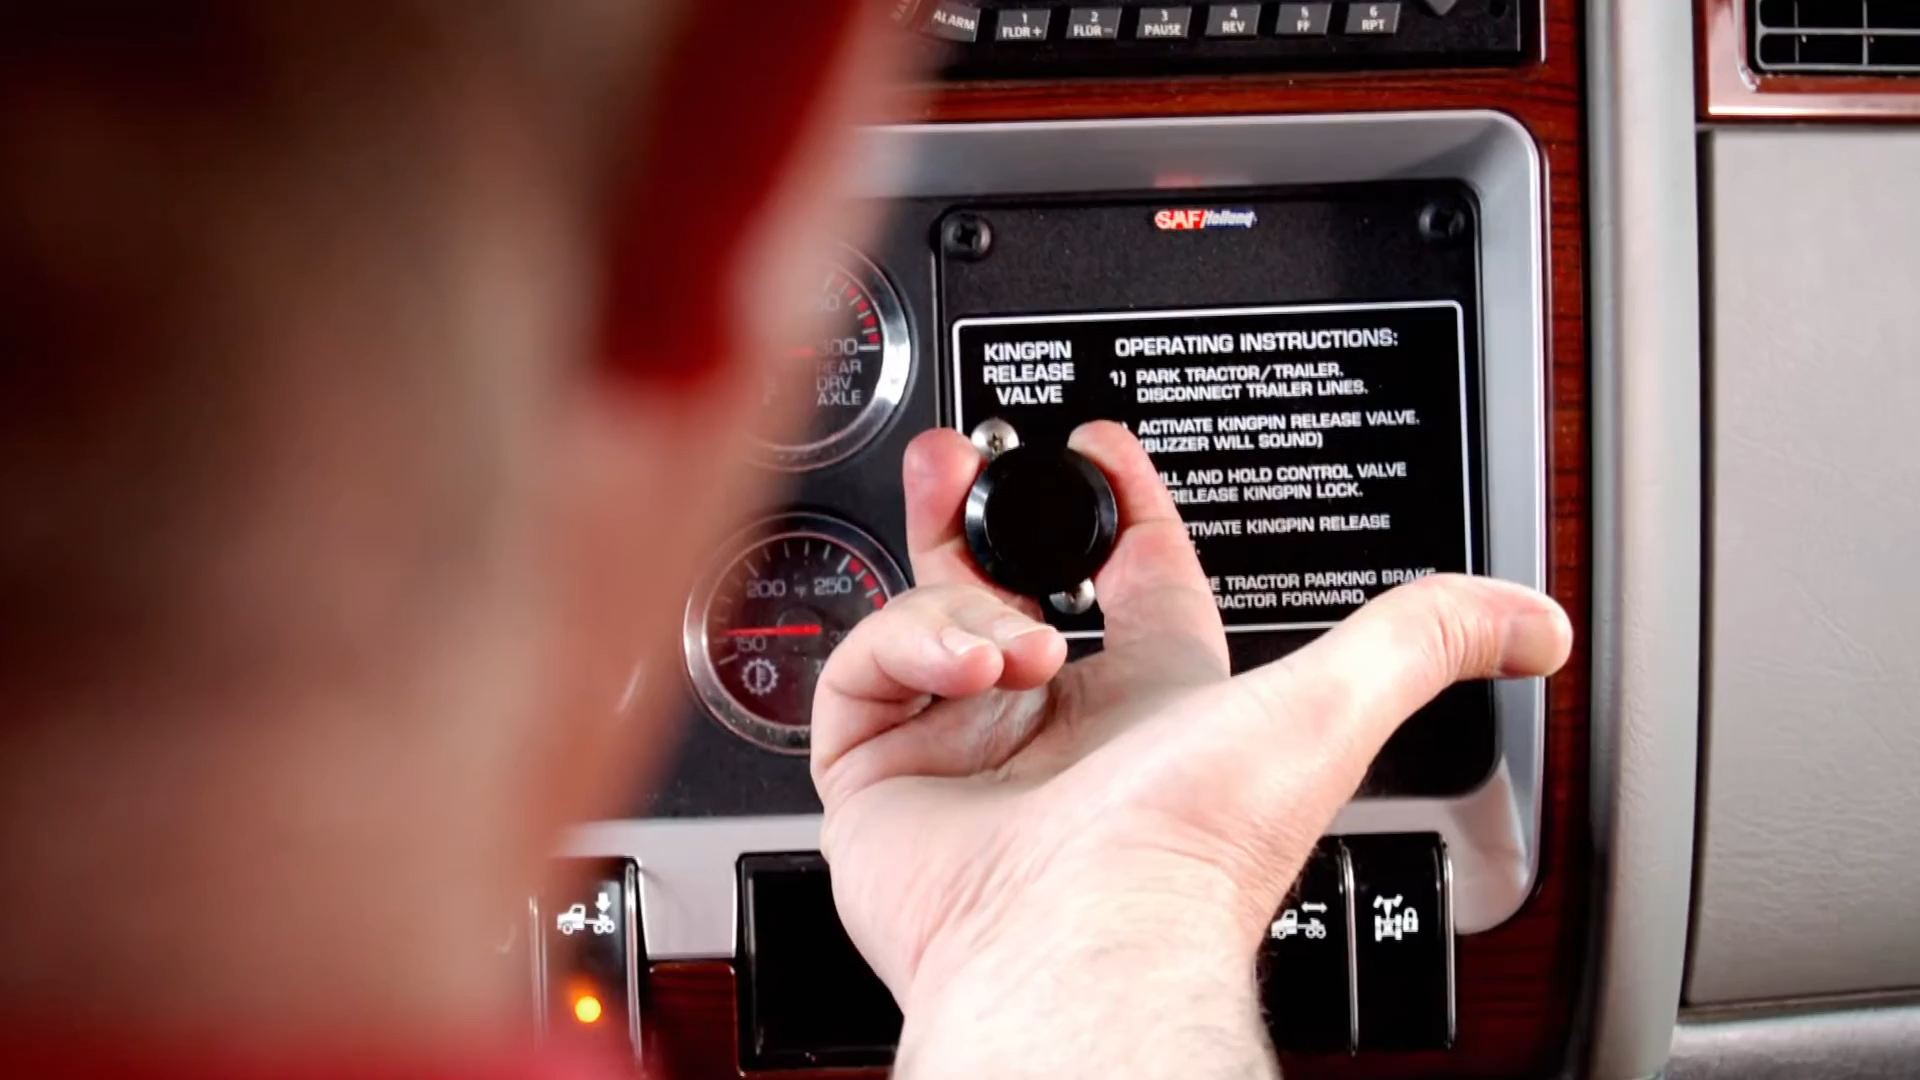 ALARM
1 FLDR +
2 FLDR -
3 PAUSE
4 REV
5 FF
6 RPT
SAF/Holland
KINGPIN
RELEASE
VALVE
OPERATING INSTRUCTIONS:
1) PARK TRACTOR/TRAILER.
DISCONNECT TRAILER LINES.
ACTIVATE KINGPIN RELEASE VALVE.
(BUZZER WILL SOUND)
AND HOLD CONTROL VALVE
RELEASE KINGPIN LOCK.
KINGPIN RELEASE
TRACTOR PARKING BRAKE
FORWARD.
300
REAR
DRV
AXLE
200 °F 250
150